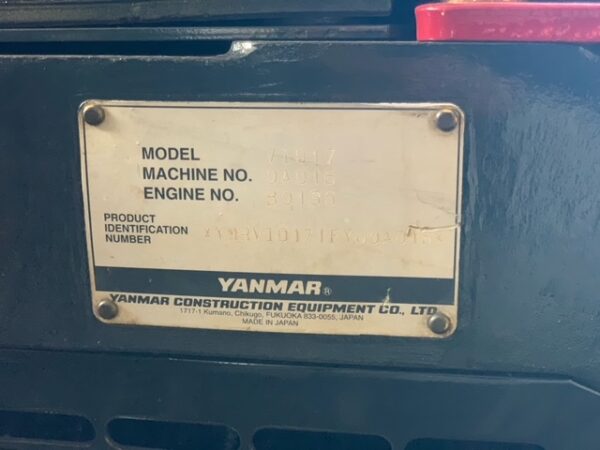 MODEL
MACHINE NO.
ENGINE NO.
PRODUCT
IDENTIFICATION
NUMBER
YANMAR®
YANMAR CONSTRUCTION EQUIPMENT CO., LTD.
1717-1 Kumano, Chikugo, FUKUOKA 833-0055, JAPAN
MADE IN JAPAN